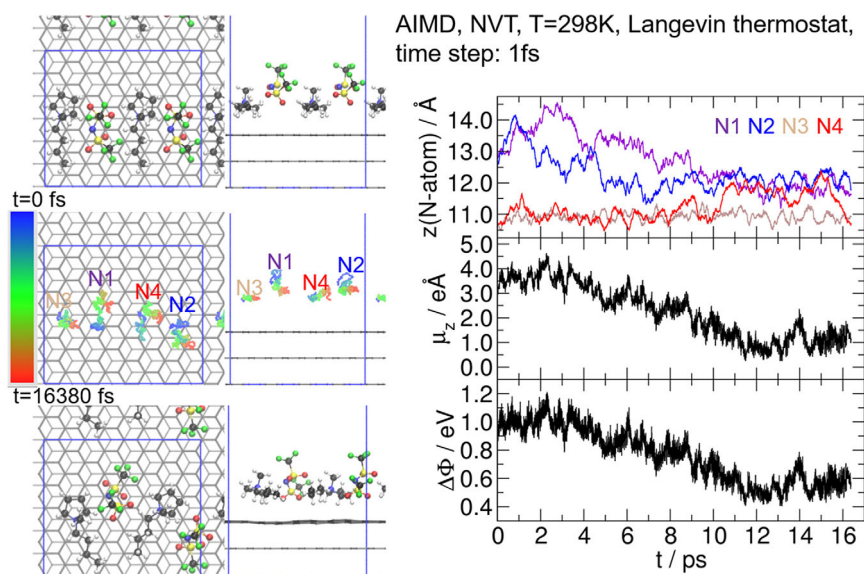 AIMD, NVT, T=298K, Langevin thermostat,
time step: 1fs
t=0 fs
N1
N2
N3
N4
N3
N1
N4
N2
t=16380 fs
N1 N2 N3 N4
z(N-atom) / Å
14.0
13.0
12.0
11.0
μz / eÅ
5.0
4.0
3.0
2.0
1.0
0.0
ΔΦ / eV
1.2
1.0
0.8
0.6
0.4
0 2 4 6 8 10 12 14 16
t / ps